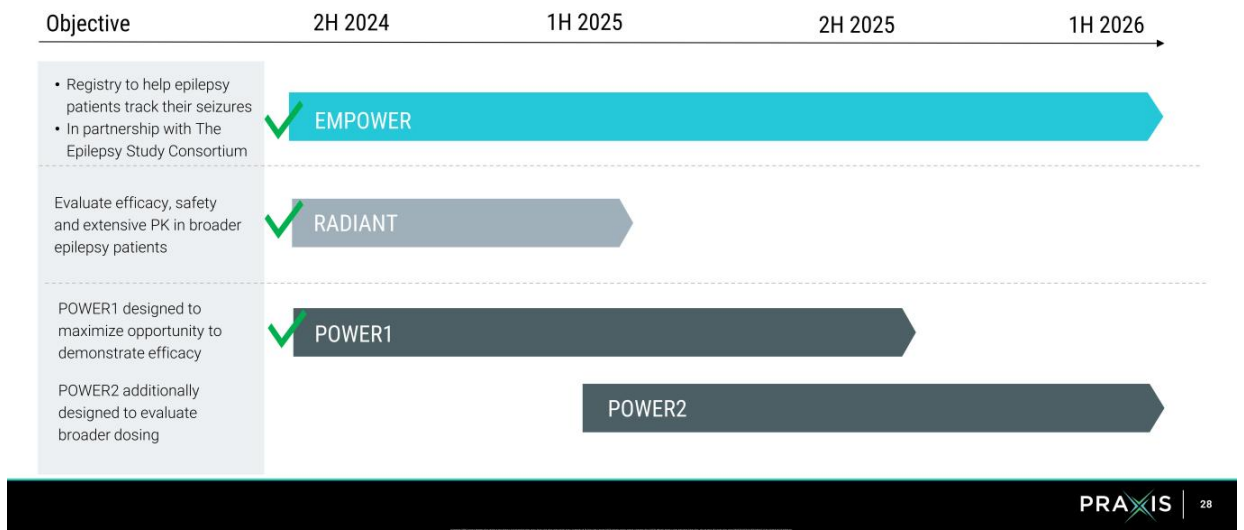 Objective 2H 2024 1H 2025 2H 2025 1H 2026
• Registry to help epilepsy
patients track their seizures
• In partnership with The
Epilepsy Study Consortium
EMPOWER
Evaluate efficacy, safety
and extensive PK in broader
epilepsy patients
RADIANT
POWER1 designed to
maximize opportunity to
demonstrate efficacy
POWER1
POWER2 additionally
designed to evaluate
broader dosing
POWER2
PRAXIS 28